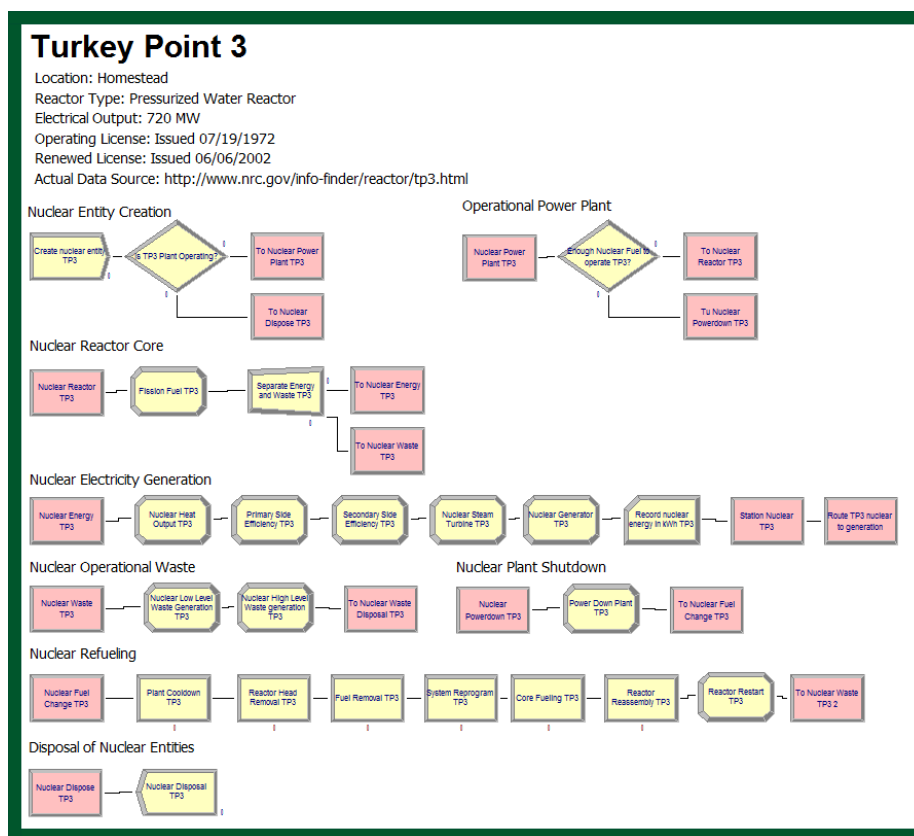 Turkey Point 3
Location: Homestead
Reactor Type: Pressurized Water Reactor
Electrical Output: 720 MW
Operating License: Issued 07/19/1972
Renewed License: Issued 06/06/2002
Actual Data Source: http://www.nrc.gov/info-finder/reactor/tp3.html
Nuclear Entity Creation
Create nuclear entity
TP3
Is TP3 Plant Operating?
To Nuclear Power
Plant TP3
To Nuclear
Dispose TP3
Operational Power Plant
Nuclear Power
Plant TP3
Enough Nuclear Fuel to
operate TP3?
To Nuclear
Reactor TP3
Tu Nuclear
Powerdown TP3
Nuclear Reactor Core
Nuclear Reactor
TP3
Fission Fuel TP3
Separate Energy
and Waste TP3
To Nuclear Energy
TP3
To Nuclear Waste
TP3
Nuclear Electricity Generation
Nuclear Energy
TP3
Nuclear Heat
Output TP3
Primary Side
Efficiency TP3
Secondary Side
Efficiency TP3
Nuclear Steam
Turbine TP3
Nuclear Generator
TP3
Record nuclear
energy in kWh TP3
Station Nuclear
TP3
Route TP3 nuclear
to generation
Nuclear Operational Waste
Nuclear Waste
TP3
Nuclear Low Level
Waste Generation
TP3
Nuclear High Level
Waste generation
TP3
To Nuclear Waste
Disposal TP3
Nuclear Plant Shutdown
Nuclear
Powerdown TP3
Power Down Plant
TP3
To Nuclear Fuel
Change TP3
Nuclear Refueling
Nuclear Fuel
Change TP3
Plant Cooldown
TP3
Reactor Head
Removal TP3
Fuel Removal TP3
System Reprogram
TP3
Core Fueling TP3
Reactor
Reassembly TP3
Reactor Restart
TP3
To Nuclear Waste
TP3 2
Disposal of Nuclear Entities
Nuclear Dispose
TP3
Nuclear Disposal
TP3